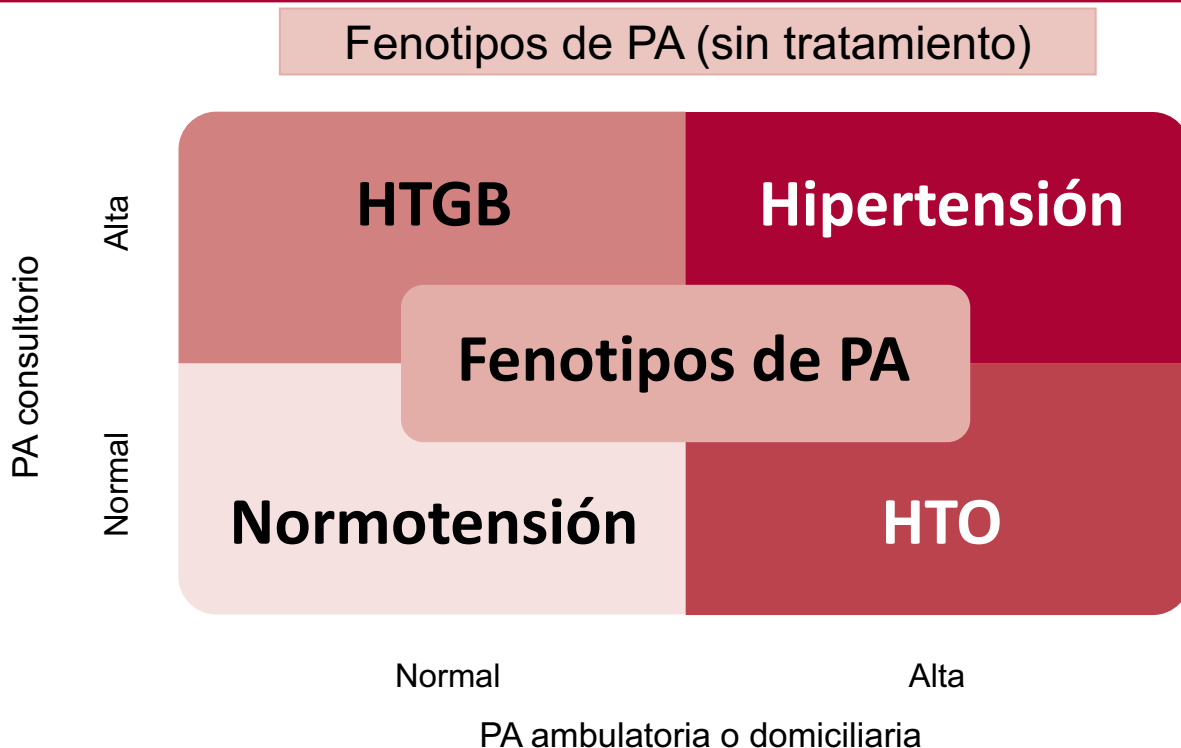 Fenotipos de PA (sin tratamiento)
PA consultorio
Alta
Normal
HTGB
Hipertensión
Fenotipos de PA
Normotensión
HTO
Normal
Alta
PA ambulatoria o domiciliaria